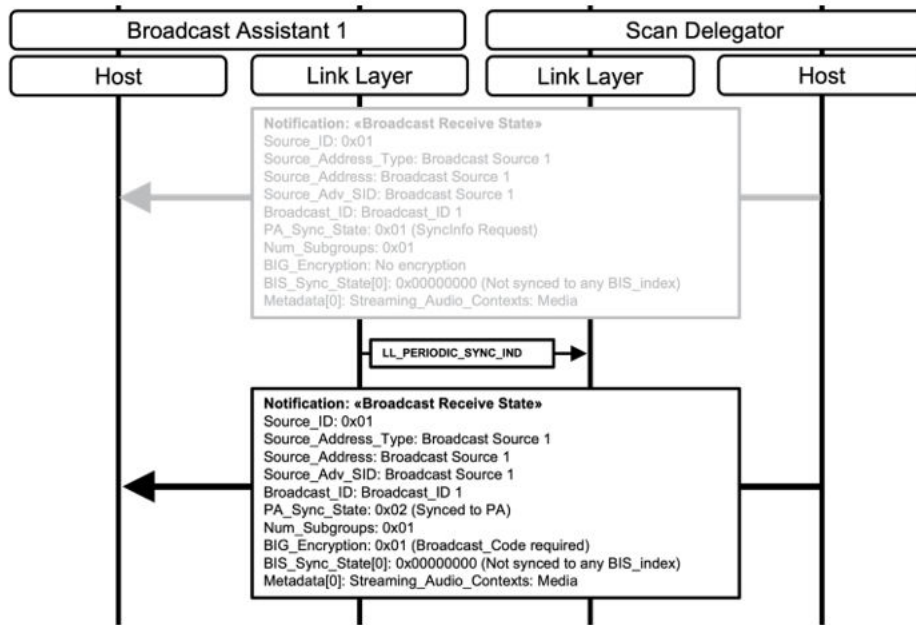 Broadcast Assistant 1
Scan Delegator
Host
Link Layer
Link Layer
Host
Notification: «Broadcast Receive State»
Source_ID: 0x01
Source_Address_Type: Broadcast Source 1
Source_Address: Broadcast Source 1
Source_Adv_SID: Broadcast Source 1
Broadcast_ID: Broadcast_ID 1
PA_Sync_State: 0x01 (SyncInfo Request)
Num_Subgroups: 0x01
BIG_Encryption: No encryption
BIS_Sync_State[0]: 0x00000000 (Not synced to any BIS_index)
Metadata[0]: Streaming_Audio_Contexts: Media
LL_PERIODIC_SYNC_IND
Notification: «Broadcast Receive State»
Source_ID: 0x01
Source_Address_Type: Broadcast Source 1
Source_Address: Broadcast Source 1
Source_Adv_SID: Broadcast Source 1
Broadcast_ID: Broadcast_ID 1
PA_Sync_State: 0x02 (Synced to PA)
Num_Subgroups: 0x01
BIG_Encryption: 0x01 (Broadcast_Code required)
BIS_Sync_State[0]: 0x00000000 (Not synced to any BIS_index)
Metadata[0]: Streaming_Audio_Contexts: Media